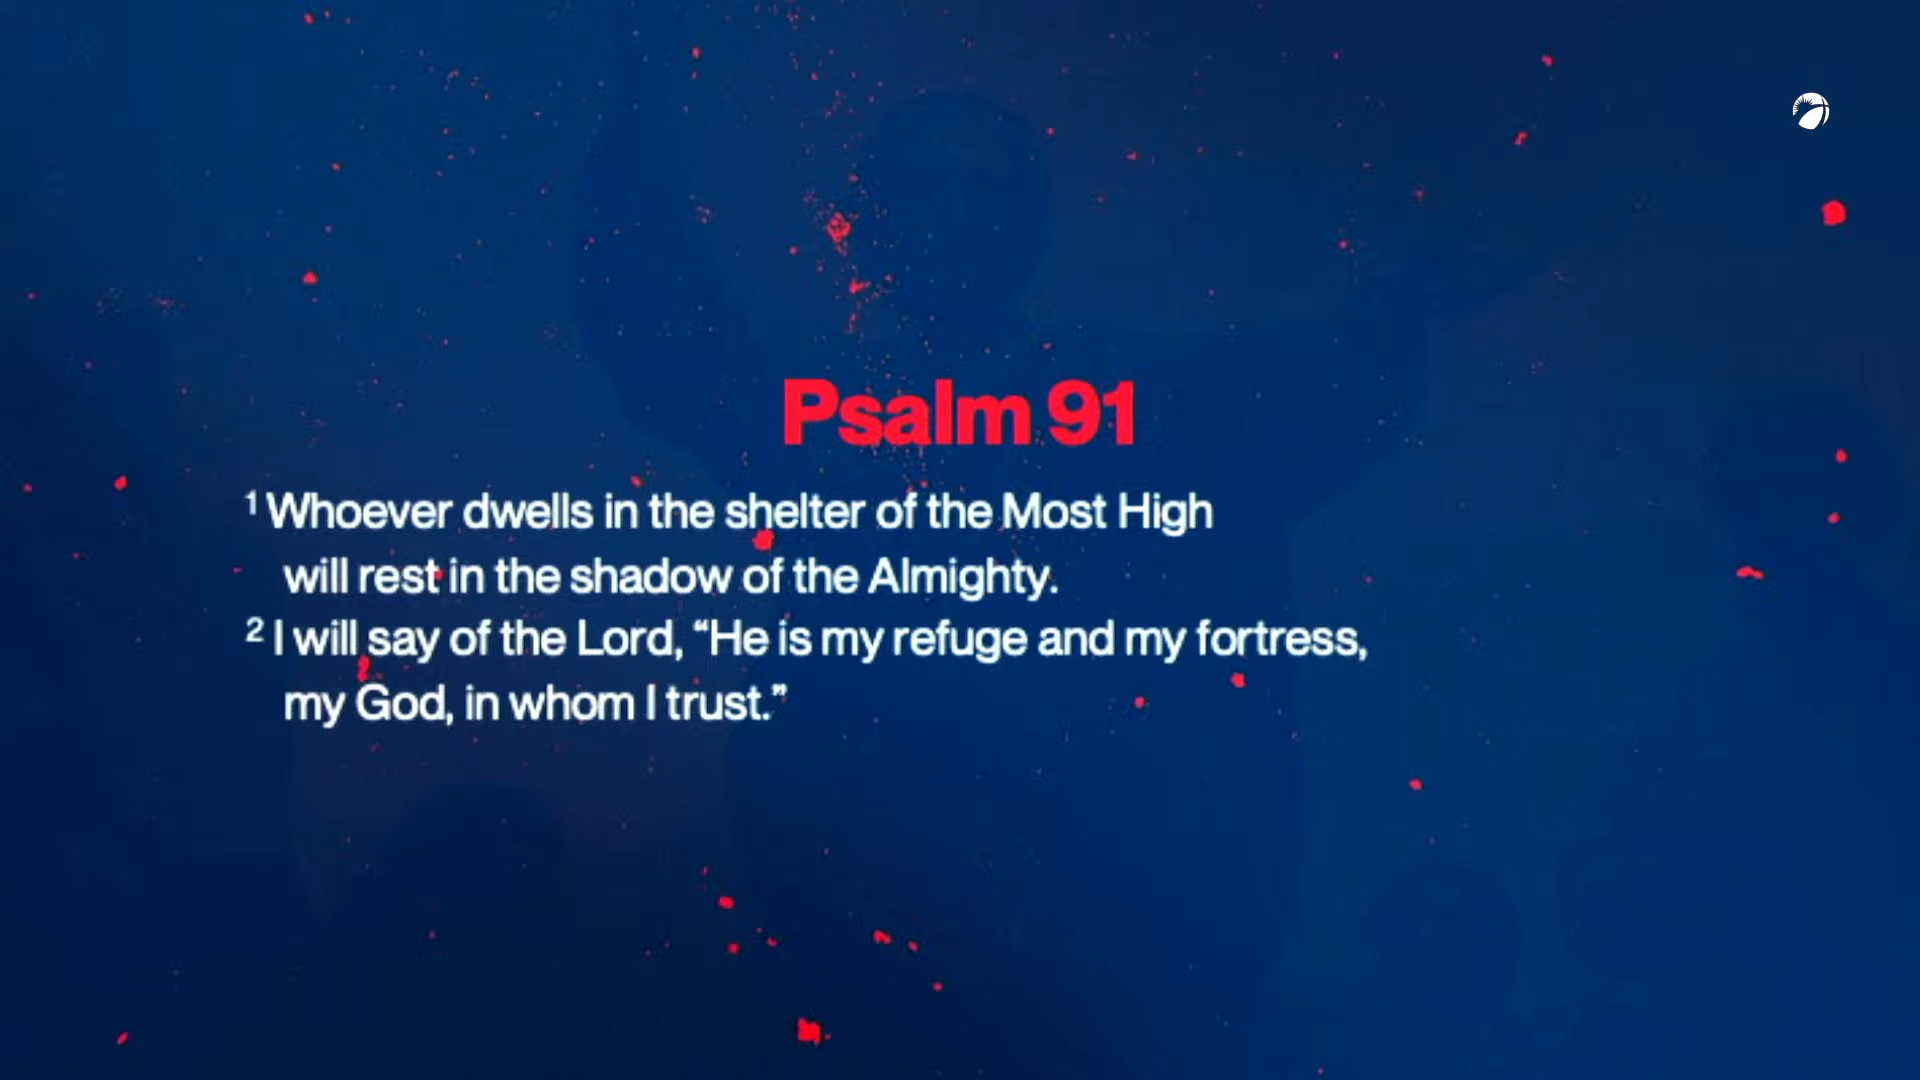 Psalm 91
1 Whoever dwells in the shelter of the Most High
will rest in the shadow of the Almighty.
2 I will say of the Lord, “He is my refuge and my fortress,
my God, in whom I trust.”